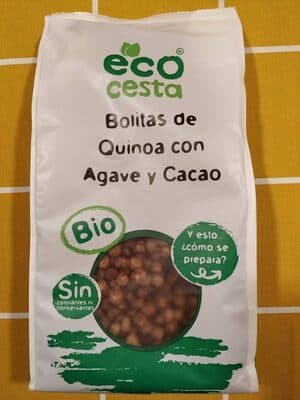 eco
cesta
Bolitas de
Quinoa con
Agave y Cacao
Bio
Y esto
¿cómo se
prepara?
Sin
colorantes ni
conservantes